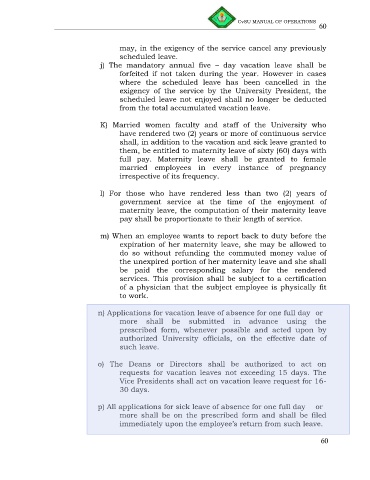 CvSU MANUAL OF OPERATIONS
60
may, in the exigency of the service cancel any previously
scheduled leave.
j) The mandatory annual five – day vacation leave shall be
forfeited if not taken during the year. However in cases
where the scheduled leave has been cancelled in the
exigency of the service by the University President, the
scheduled leave not enjoyed shall no longer be deducted
from the total accumulated vacation leave.
K) Married women faculty and staff of the University who
have rendered two (2) years or more of continuous service
shall, in addition to the vacation and sick leave granted to
them, be entitled to maternity leave of sixty (60) days with
full pay. Maternity leave shall be granted to female
married employees in every instance of pregnancy
irrespective of its frequency.
l) For those who have rendered less than two (2) years of
government service at the time of the enjoyment of
maternity leave, the computation of their maternity leave
pay shall be proportionate to their length of service.
m) When an employee wants to report back to duty before the
expiration of her maternity leave, she may be allowed to
do so without refunding the commuted money value of
the unexpired portion of her maternity leave and she shall
be paid the corresponding salary for the rendered
services. This provision shall be subject to a certification
of a physician that the subject employee is physically fit
to work.
n) Applications for vacation leave of absence for one full day or
more shall be submitted in advance using the
prescribed form, whenever possible and acted upon by
authorized University officials, on the effective date of
such leave.
o) The Deans or Directors shall be authorized to act on
requests for vacation leaves not exceeding 15 days. The
Vice Presidents shall act on vacation leave request for 16-
30 days.
p) All applications for sick leave of absence for one full day or
more shall be on the prescribed form and shall be filed
immediately upon the employee's return from such leave.
60